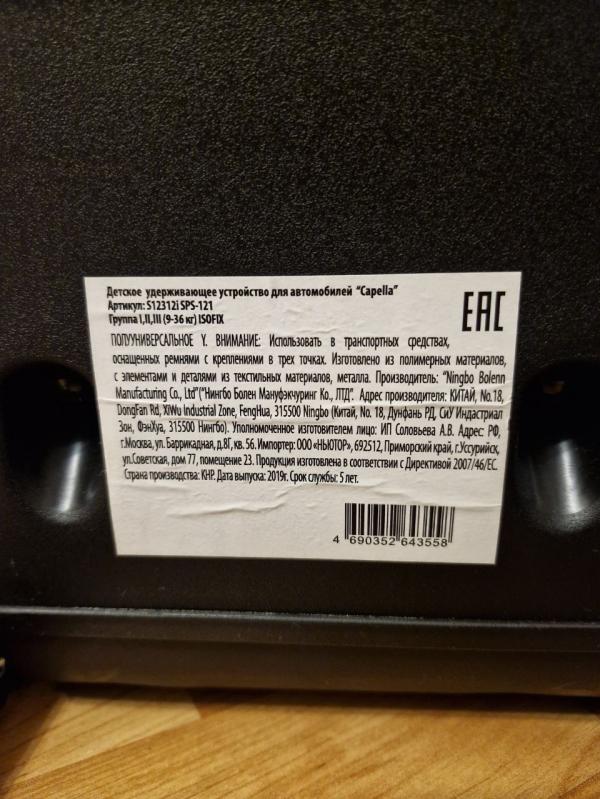 Детское удерживающее устройство для автомобилей "Capella"
Артикул: S12312i SPS-121
Группа I,II,III (9-36 кг) ISOFIX
EAC
ПОЛУУНИВЕРСАЛЬНОЕ Y. ВНИМАНИЕ: Использовать в транспортных средствах,
оснащенных ремнями с креплениями в трех точках. Изготовлено из полимерных материалов,
с элементами и деталями из текстильных материалов, металла. Производитель: "Ningbo Bolenn
Manufacturing Co., Ltd"("Нингбо Болен Мануфэкчуринг Ко., ЛТД". Адрес производителя: КИТАЙ, No.18,
DongFan Rd, XiWu Industrial Zone, FengHua, 315500 Ningbo (Китай, No. 18, Дунфань РД, СиУ Индастриал
Зон, ФэнХуа, 315500 Нингбо). Уполномоченное изготовителем лицо: ИП Соловьева А.В. Адрес: РФ,
г.Москва, ул. Баррикадная, д.8Г, кв. 56. Импортер: ООО «НЬЮТОР», 692512, Приморский край, г.Уссурийск,
ул.Советская, дом 77, помещение 23. Продукция изготовлена в соответствии с Директивой 2007/46/ЕС.
Страна производства: КНР. Дата выпуска: 2019г. Срок службы: 5 лет.
4 690352 643558